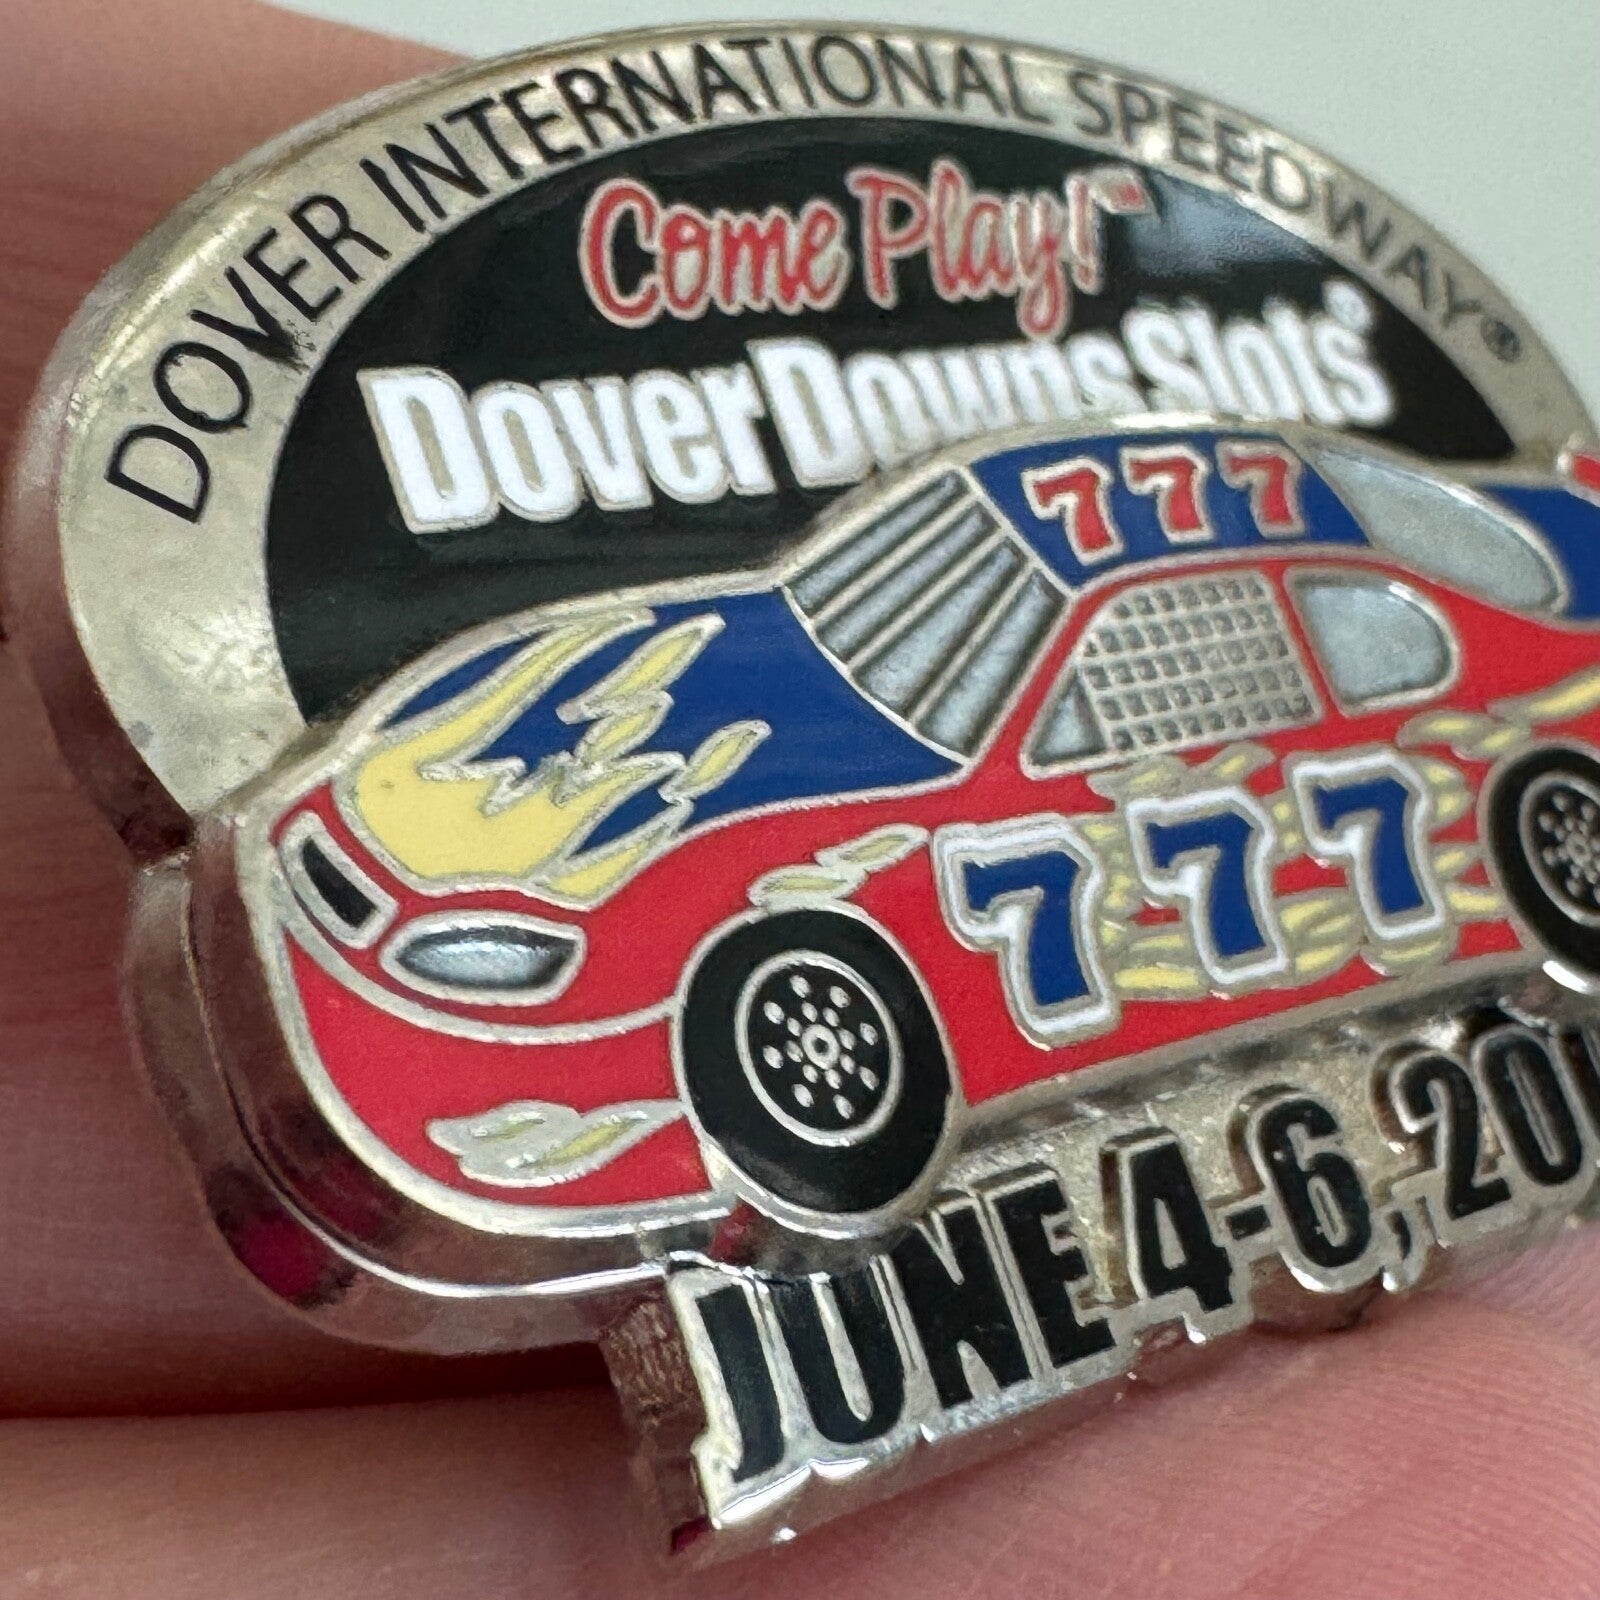 DOVER INTERNATIONAL SPEEDWAY®
Come Play!™
DoverDownsSlots®
777
777
JUNE 4-6,